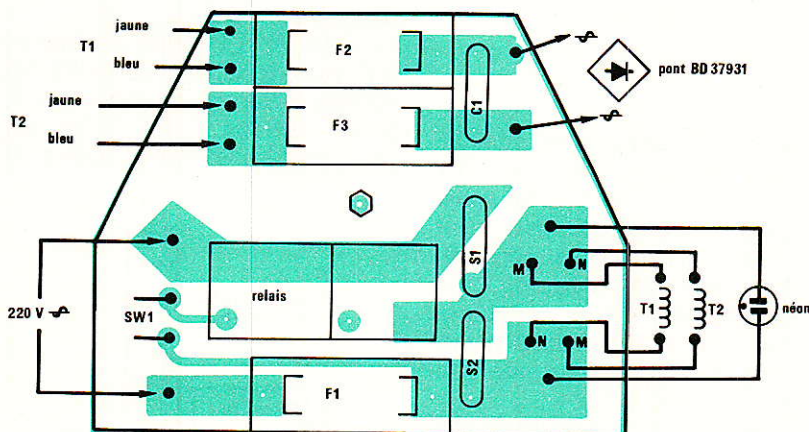 jaune
T1
bleu
F2
pont BD 37931
jaune
T2
bleu
F3
C1
S1
M N
relais
T1 T2
néon
220 V
SW1
N M
S2
F1